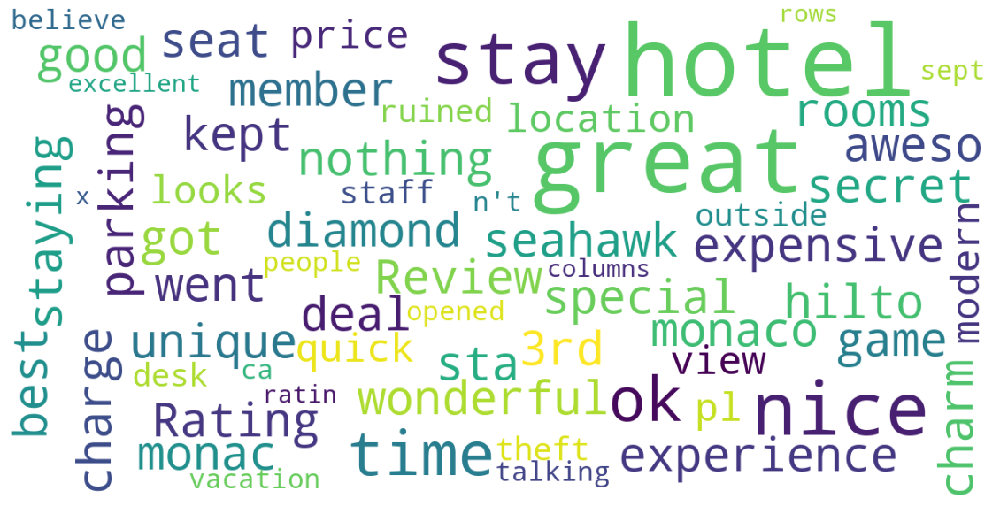 believe
rows
good
seat
price
stay
hotel
sept
excellent
member
ruined
location
rooms
parking
kept
nothing
great
aweso
staying
x
looks
staff
n't
secret
outside
modern
got
diamond
seahawk
expensive
people
columns
went
Review
special
hilto
deal
opened
monaco
game
best
charge
unique
quick
sta
3rd
view
desk
ca
ratin
wonderful
ok
pl
nice
charm
Rating
monac
time
theft
experience
talking
vacation